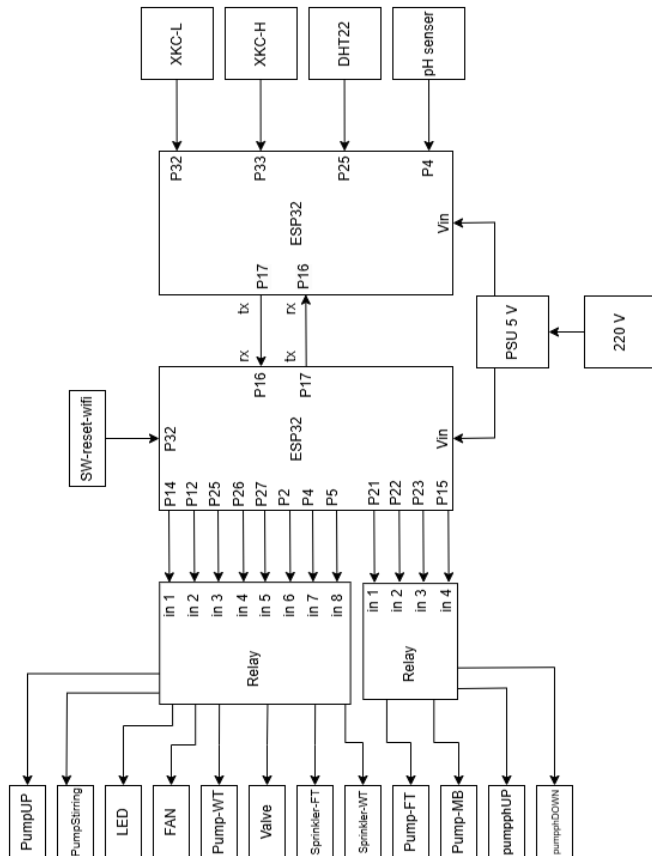 XKC-L
XKC-H
DHT22
pH senser
P32
P33
P25
P4
ESP32
Vin
P17
P16
tx
rx
rx
tx
P16
P17
PSU 5 V
220 V
SW-reset-wifi
P32
ESP32
Vin
P14
P12
P25
P26
P27
P2
P4
P5
P21
P22
P23
P15
in 1
in 2
in 3
in 4
in 5
in 6
in 7
in 8
Relay
in 1
in 2
in 3
in 4
Relay
PumpUP
PumpStirring
LED
FAN
Pump-WT
Valve
Sprinkler-FT
Sprinkler-WT
Pump-FT
Pump-MB
pumpphUP
pumpphDOWN